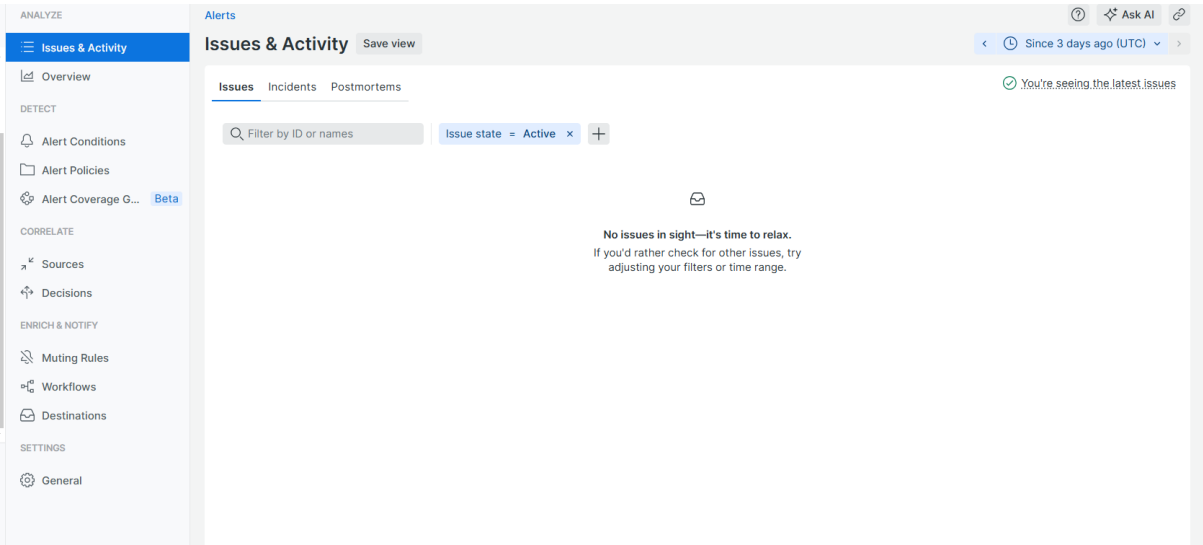 ANALYZE
Issues & Activity
Overview
DETECT
Alert Conditions
Alert Policies
Alert Coverage G... Beta
CORRELATE
Sources
Decisions
ENRICH & NOTIFY
Muting Rules
Workflows
Destinations
SETTINGS
General
Alerts
Ask AI
Issues & Activity Save view
Since 3 days ago (UTC)
Issues Incidents Postmortems
You're seeing the latest issues
Filter by ID or names
Issue state = Active ×
No issues in sight—it's time to relax.
If you'd rather check for other issues, try
adjusting your filters or time range.